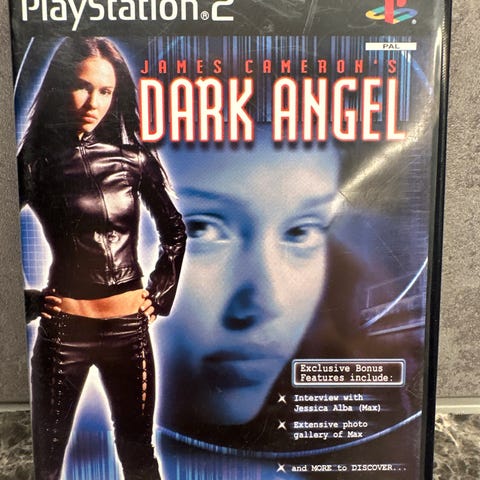 PlayStation®2
PAL
JAMES CAMERON'S
DARK ANGEL
Exclusive Bonus
Features include:
Interview with
Jessica Alba (Max)
Extensive photo
gallery of Max
and MORE to DISCOVER...